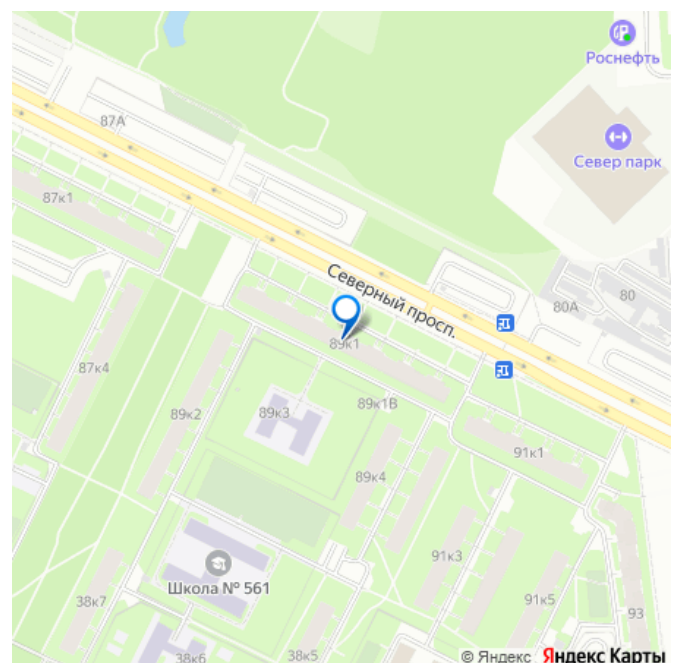 Роснефть
87А
Север парк
87к1
Северный просп.
80
80А
89к1
87к4
89к2
89к3
89к1В
91к1
89к4
91к3
Школа № 561
38к7
91к5
93
38к6
38к5
© Яндекс Яндекс Карты